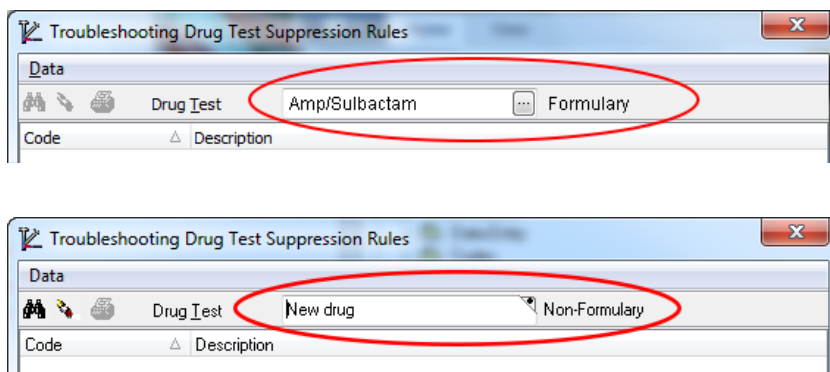 Troubleshooting Drug Test Suppression Rules
Data
Drug Test Amp/Sulbactam ... Formulary
Code Description
Troubleshooting Drug Test Suppression Rules
Data
Drug Test New drug Non-Formulary
Code Description